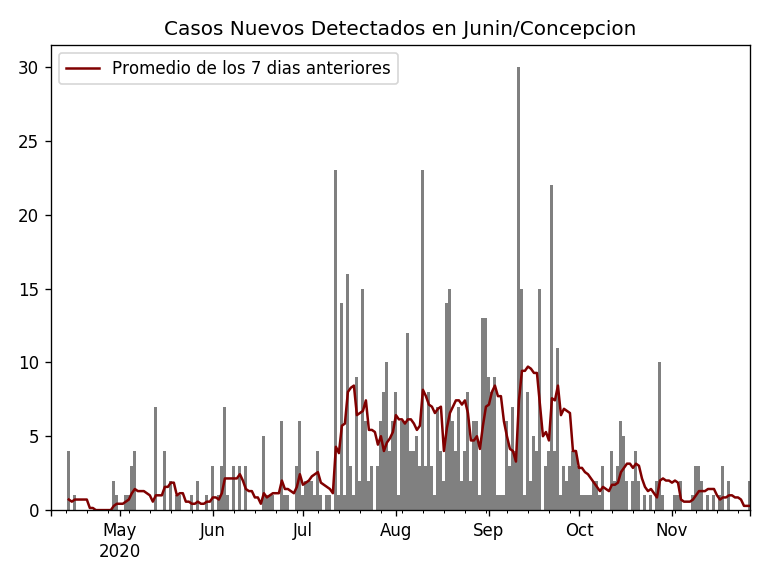 Casos Nuevos Detectados en Junin/Concepcion
Promedio de los 7 dias anteriores
30
25
20
15
10
5
0
May Jun Jul Aug Sep Oct Nov
2020